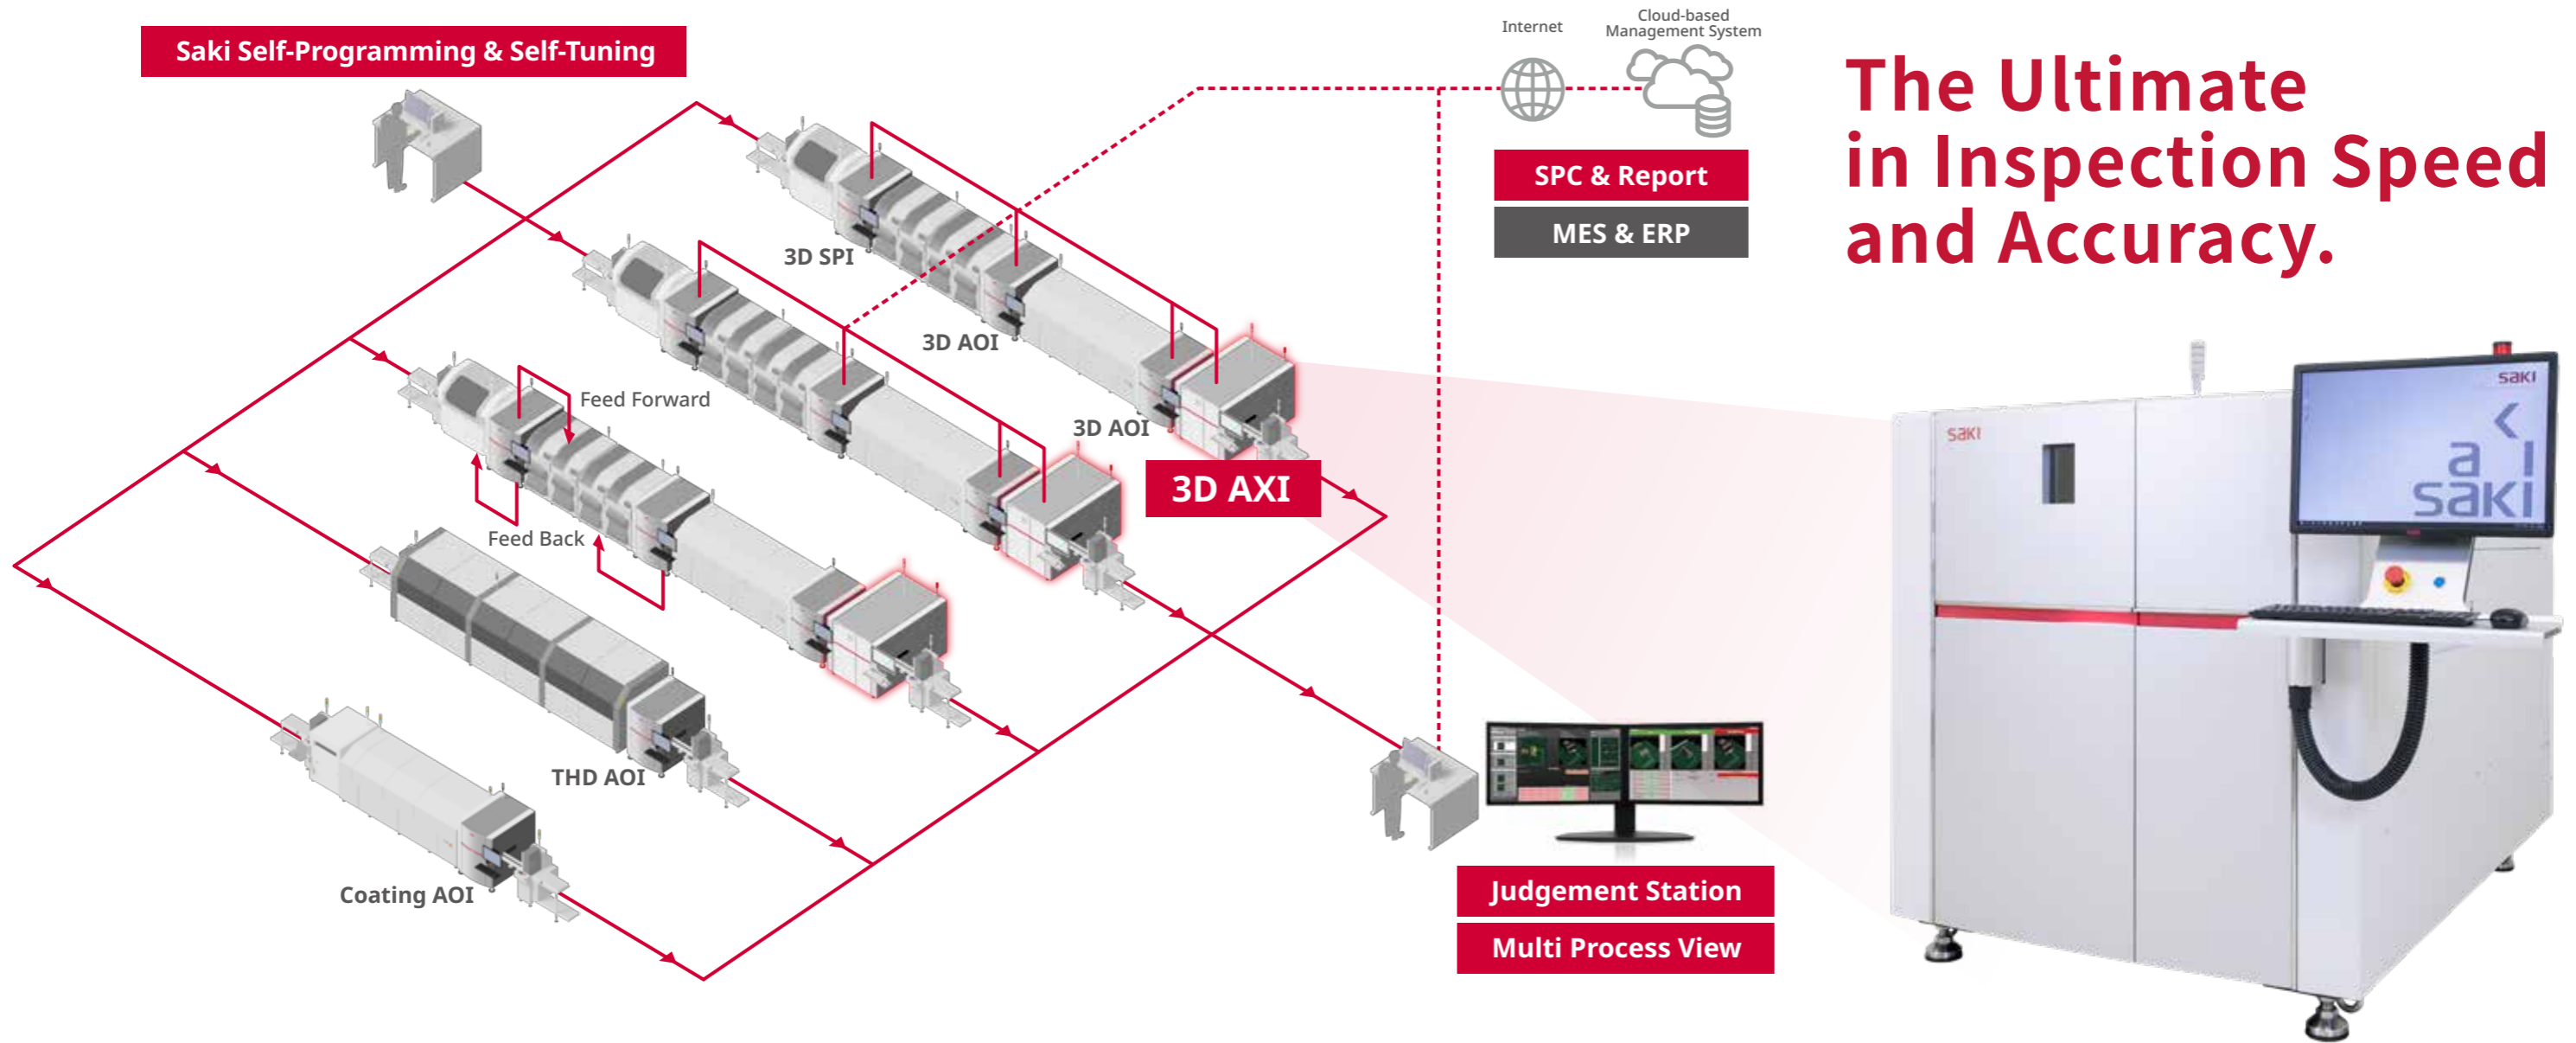 Saki Self-Programming & Self-Tuning
Internet
Cloud-based
Management System
SPC & Report
MES & ERP
The Ultimate
in Inspection Speed
and Accuracy.
3D SPI
3D AOI
3D AOI
3D AXI
Feed Forward
Feed Back
THD AOI
Coating AOI
Judgement Station
Multi Process View
saki
saki
saki